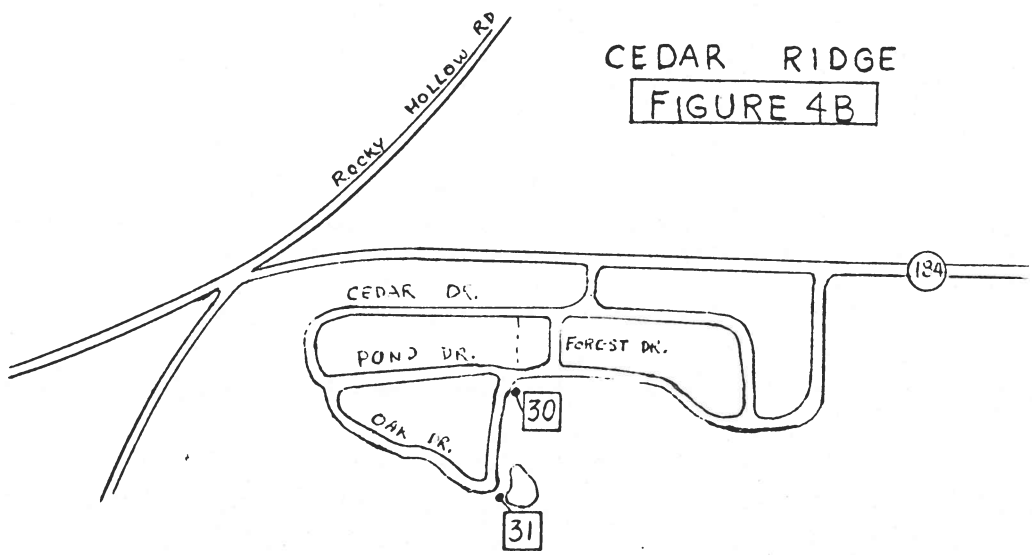 CEDAR RIDGE
FIGURE 4B
ROCKY HOLLOW RD
184
CEDAR DR.
POND DR.
FOREST DR.
OAK DR.
30
31